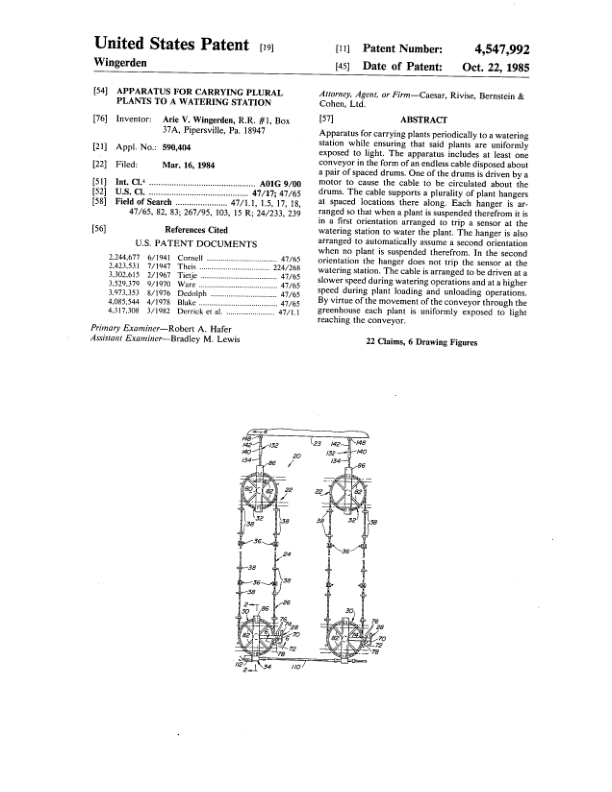 United States Patent [19]
Wingerden
[11] Patent Number: 4,547,992
[45] Date of Patent: Oct. 22, 1985
[54] APPARATUS FOR CARRYING PLURAL
PLANTS TO A WATERING STATION
[76] Inventor: Arie V. Wingerden, R.R. #1, Box
37A, Pipersville, Pa. 18947
[21] Appl. No.: 590,404
[22] Filed: Mar. 16, 1984
[51] Int. Cl.⁴ .......... A01G 9/00
[52] U.S. Cl. .......... 47/17; 47/65
[58] Field of Search .......... 47/1.1, 1.5, 17, 18,
47/65, 82, 83; 267/95, 103, 15 R; 24/233, 239
[56] References Cited
U.S. PATENT DOCUMENTS
2,244,677 6/1941 Cornell .......... 47/65
2,423,531 7/1947 Theis .......... 224/268
3,302,615 2/1967 Tietje .......... 47/65
3,529,379 9/1970 Ware .......... 47/65
3,973,353 8/1976 Dedolph .......... 47/65
4,085,544 4/1978 Blake .......... 47/65
4,317,308 3/1982 Derrick et al. .......... 47/1.1
Primary Examiner—Robert A. Hafer
Assistant Examiner—Bradley M. Lewis
Attorney, Agent, or Firm—Caesar, Rivise, Bernstein &
Cohen, Ltd.
[57] ABSTRACT
Apparatus for carrying plants periodically to a watering
station while ensuring that said plants are uniformly
exposed to light. The apparatus includes at least one
conveyor in the form of an endless cable disposed about
a pair of spaced drums. One of the drums is driven by a
motor to cause the cable to be circulated about the
drums. The cable supports a plurality of plant hangers
at spaced locations there along. Each hanger is ar-
ranged so that when a plant is suspended therefrom it is
in a first orientation arranged to trip a sensor at the
watering station to water the plant. The hanger is also
arranged to automatically assume a second orientation
when no plant is suspended therefrom. In the second
orientation the hanger does not trip the sensor at the
watering station. The cable is arranged to be driven at a
slower speed during watering operations and at a higher
speed during plant loading and unloading operations.
By virtue of the movement of the conveyor through the
greenhouse each plant is uniformly exposed to light
reaching the conveyor.
22 Claims, 6 Drawing Figures
148 142 140 134 132 23 142 132 134 148 140
86 20 86
90 82 22 22 82
32 38 38 32 38 38
36 24 36
38 36 38
38 26
2 86 30 30 76
82 76 28 70 72 78 82 74 28 70 72 78
112 2 34 110